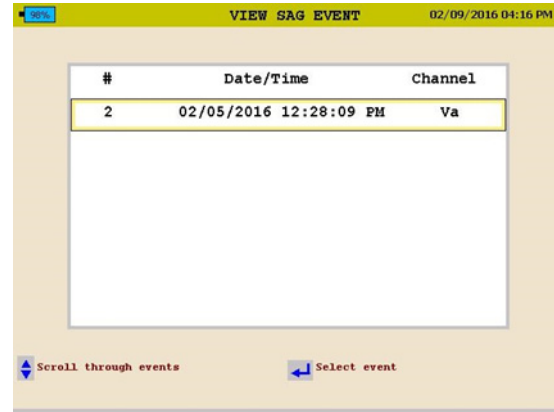 98% VIEW SAG EVENT 02/09/2016 04:16 PM
# Date/Time Channel
2 02/05/2016 12:28:09 PM Va
Scroll through events Select event